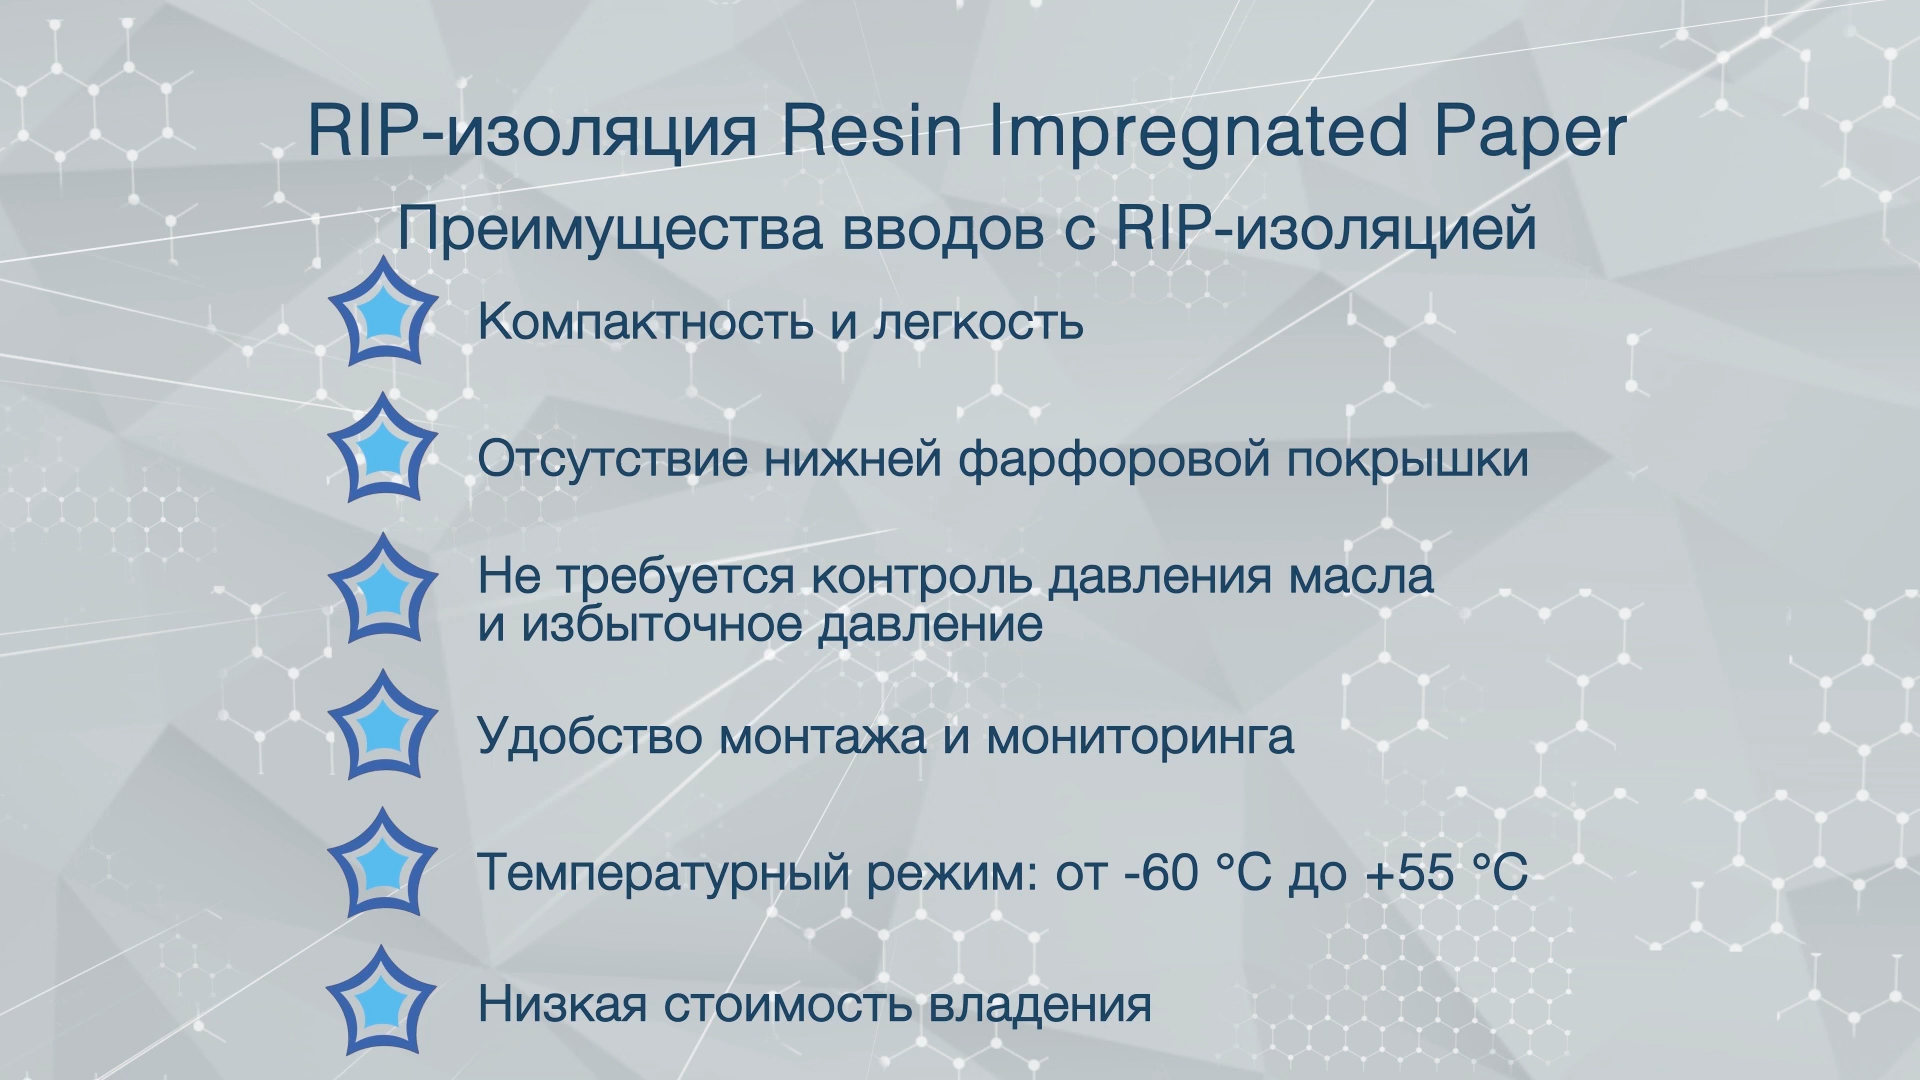 RIP-изоляция Resin Impregnated Paper
Преимущества вводов с RIP-изоляцией
Компактность и легкость
Отсутствие нижней фарфоровой покрышки
Не требуется контроль давления масла
и избыточное давление
Удобство монтажа и мониторинга
Температурный режим: от -60 °C до +55 °C
Низкая стоимость владения